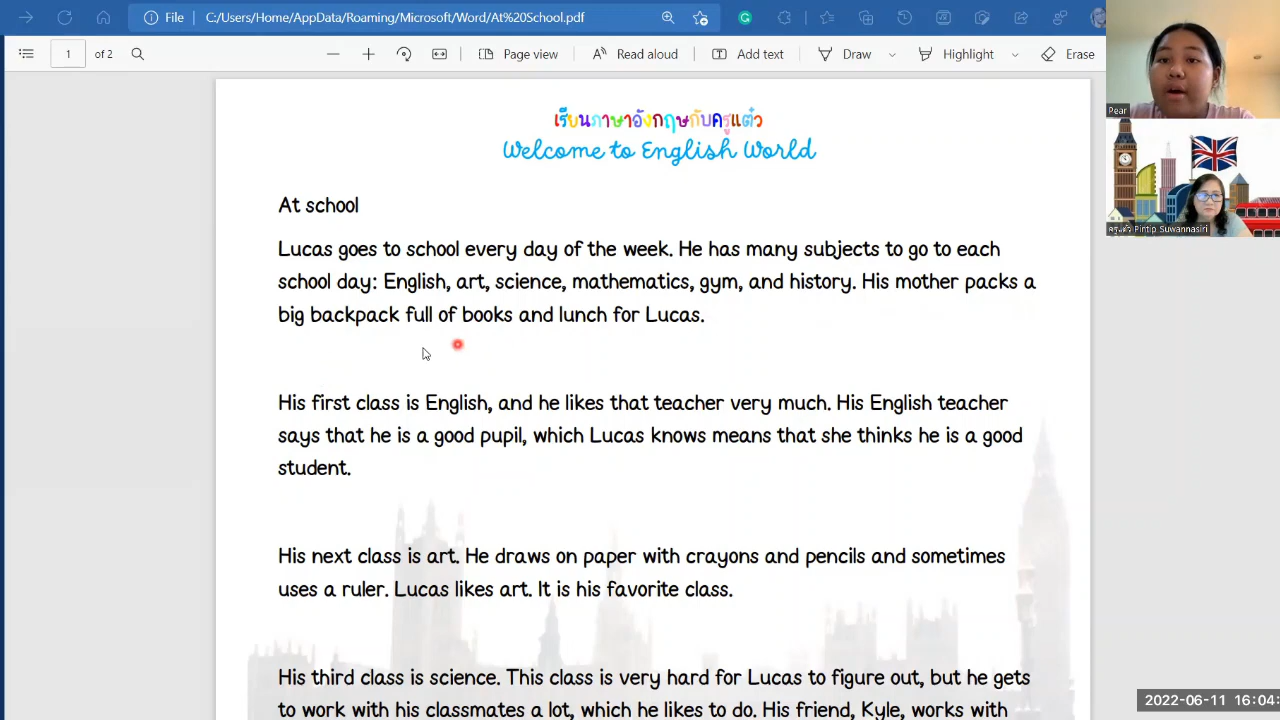 File
C:/Users/Home/AppData/Roaming/Microsoft/Word/At%20School.pdf
1 of 2
Page view
Read aloud
Add text
Draw
Highlight
Erase
Pear
Pintip Suwannasiri
เรียนภาษาอังกฤษกับครูแต๋ว
Welcome to English World
At school
Lucas goes to school every day of the week. He has many subjects to go to each
school day: English, art, science, mathematics, gym, and history. His mother packs a
big backpack full of books and lunch for Lucas.
His first class is English, and he likes that teacher very much. His English teacher
says that he is a good pupil, which Lucas knows means that she thinks he is a good
student.
His next class is art. He draws on paper with crayons and pencils and sometimes
uses a ruler. Lucas likes art. It is his favorite class.
His third class is science. This class is very hard for Lucas to figure out, but he gets
to work with his classmates a lot, which he likes to do. His friend, Kyle, works with
2022-06-11 16:04: